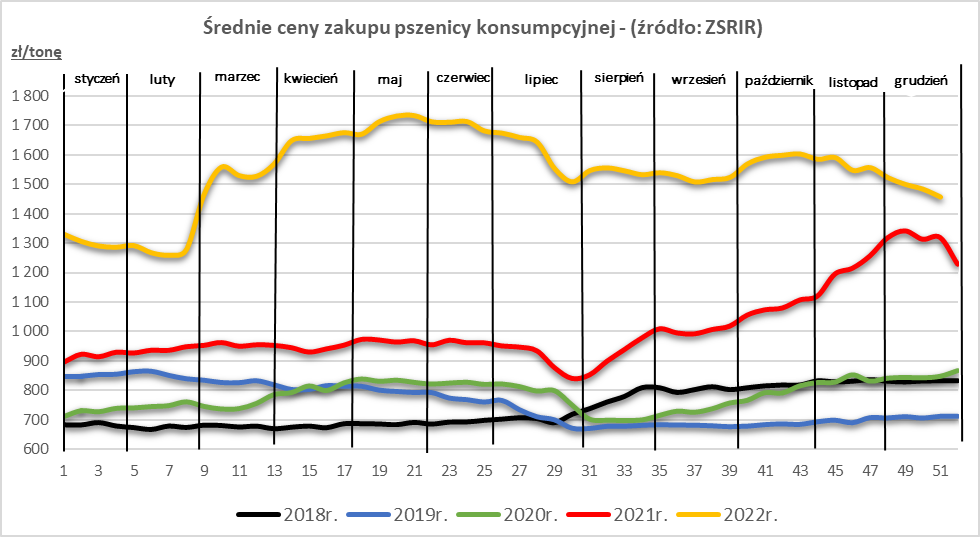 Średnie ceny zakupu pszenicy konsumpcyjnej - (źródło: ZSRIR)
zł/tonę
styczeń luty marzec kwiecień maj czerwiec lipiec sierpień wrzesień październik listopad grudzień
1 800
1 700
1 600
1 500
1 400
1 300
1 200
1 100
1 000
900
800
700
600
1 3 5 7 9 11 13 15 17 19 21 23 25 27 29 31 33 35 37 39 41 43 45 47 49 51
2018r. 2019r. 2020r. 2021r. 2022r.